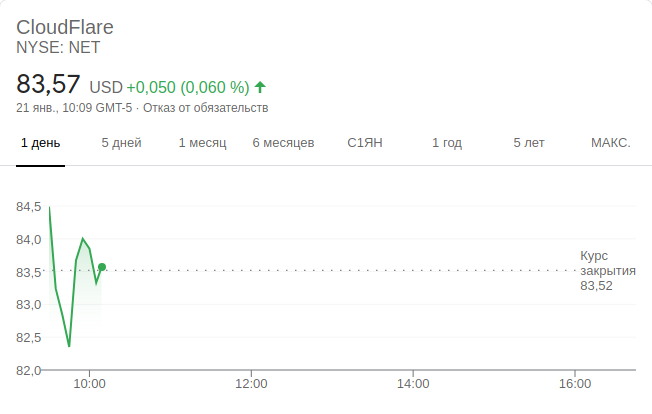 CloudFlare
NYSE: NET
83,57 USD +0,050 (0,060 %)
21 янв., 10:09 GMT-5 · Отказ от обязательств
1 день 5 дней 1 месяц 6 месяцев С1ЯН 1 год 5 лет МАКС.
84,5
84,0
83,5
83,0
82,5
82,0
Курс
закрытия
83,52
10:00 12:00 14:00 16:00